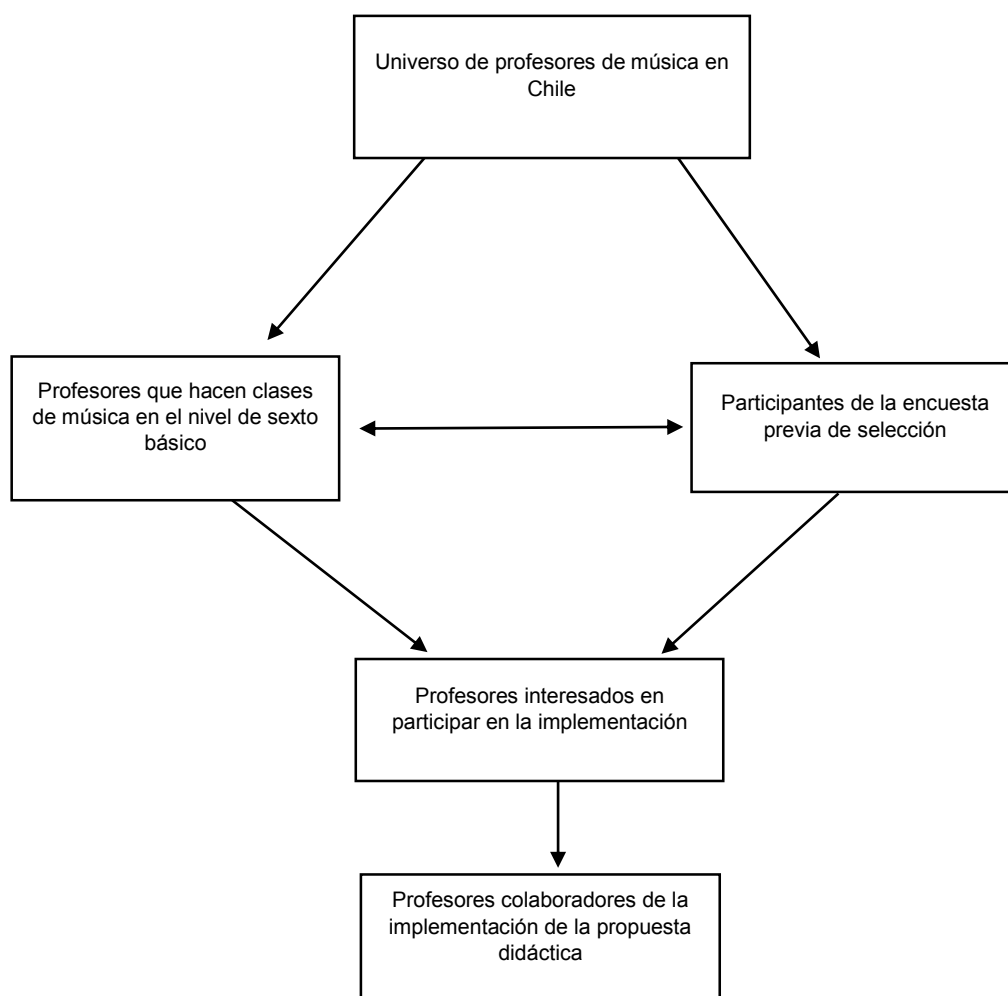 Universo de profesores de música en
Chile
Profesores que hacen clases
de música en el nivel de sexto
básico
Participantes de la encuesta
previa de selección
Profesores interesados en
participar en la implementación
Profesores colaboradores de la
implementación de la propuesta
didáctica